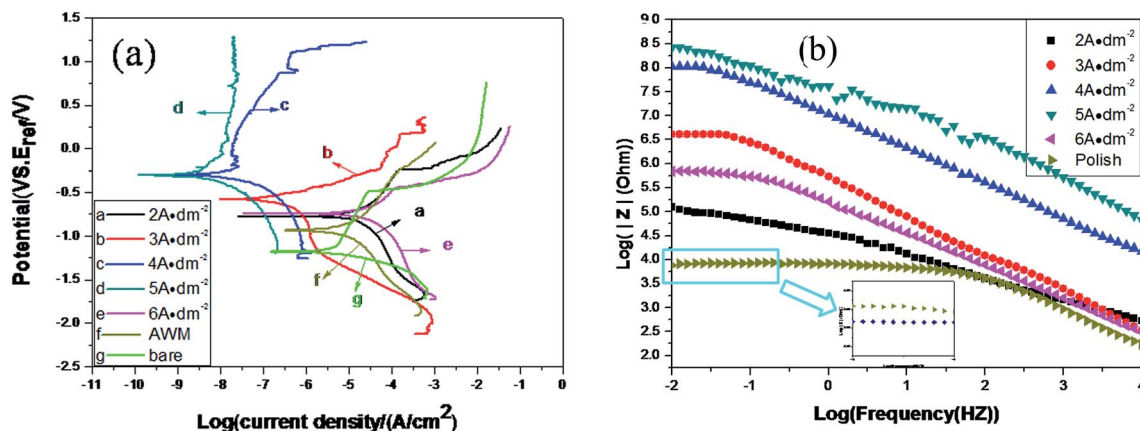 (a)
Potential(VS.Eref/V)
1.5
1.0
0.5
0.0
-0.5
-1.0
-1.5
-2.0
-2.5
d
c
b
a
e
f
g
a 2A•dm-2
b 3A•dm-2
c 4A•dm-2
d 5A•dm-2
e 6A•dm-2
f AWM
g bare
-11 -10 -9 -8 -7 -6 -5 -4 -3 -2 -1 0
Log(current density/(A/cm2)
(b)
Log( | Z | (Ohm))
9.0
8.5
8.0
7.5
7.0
6.5
6.0
5.5
5.0
4.5
4.0
3.5
3.0
2.5
2.0
2A•dm-2
3A•dm-2
4A•dm-2
5A•dm-2
6A•dm-2
Polish
-2 -1 0 1 2 3 4
Log(Frequency(HZ))